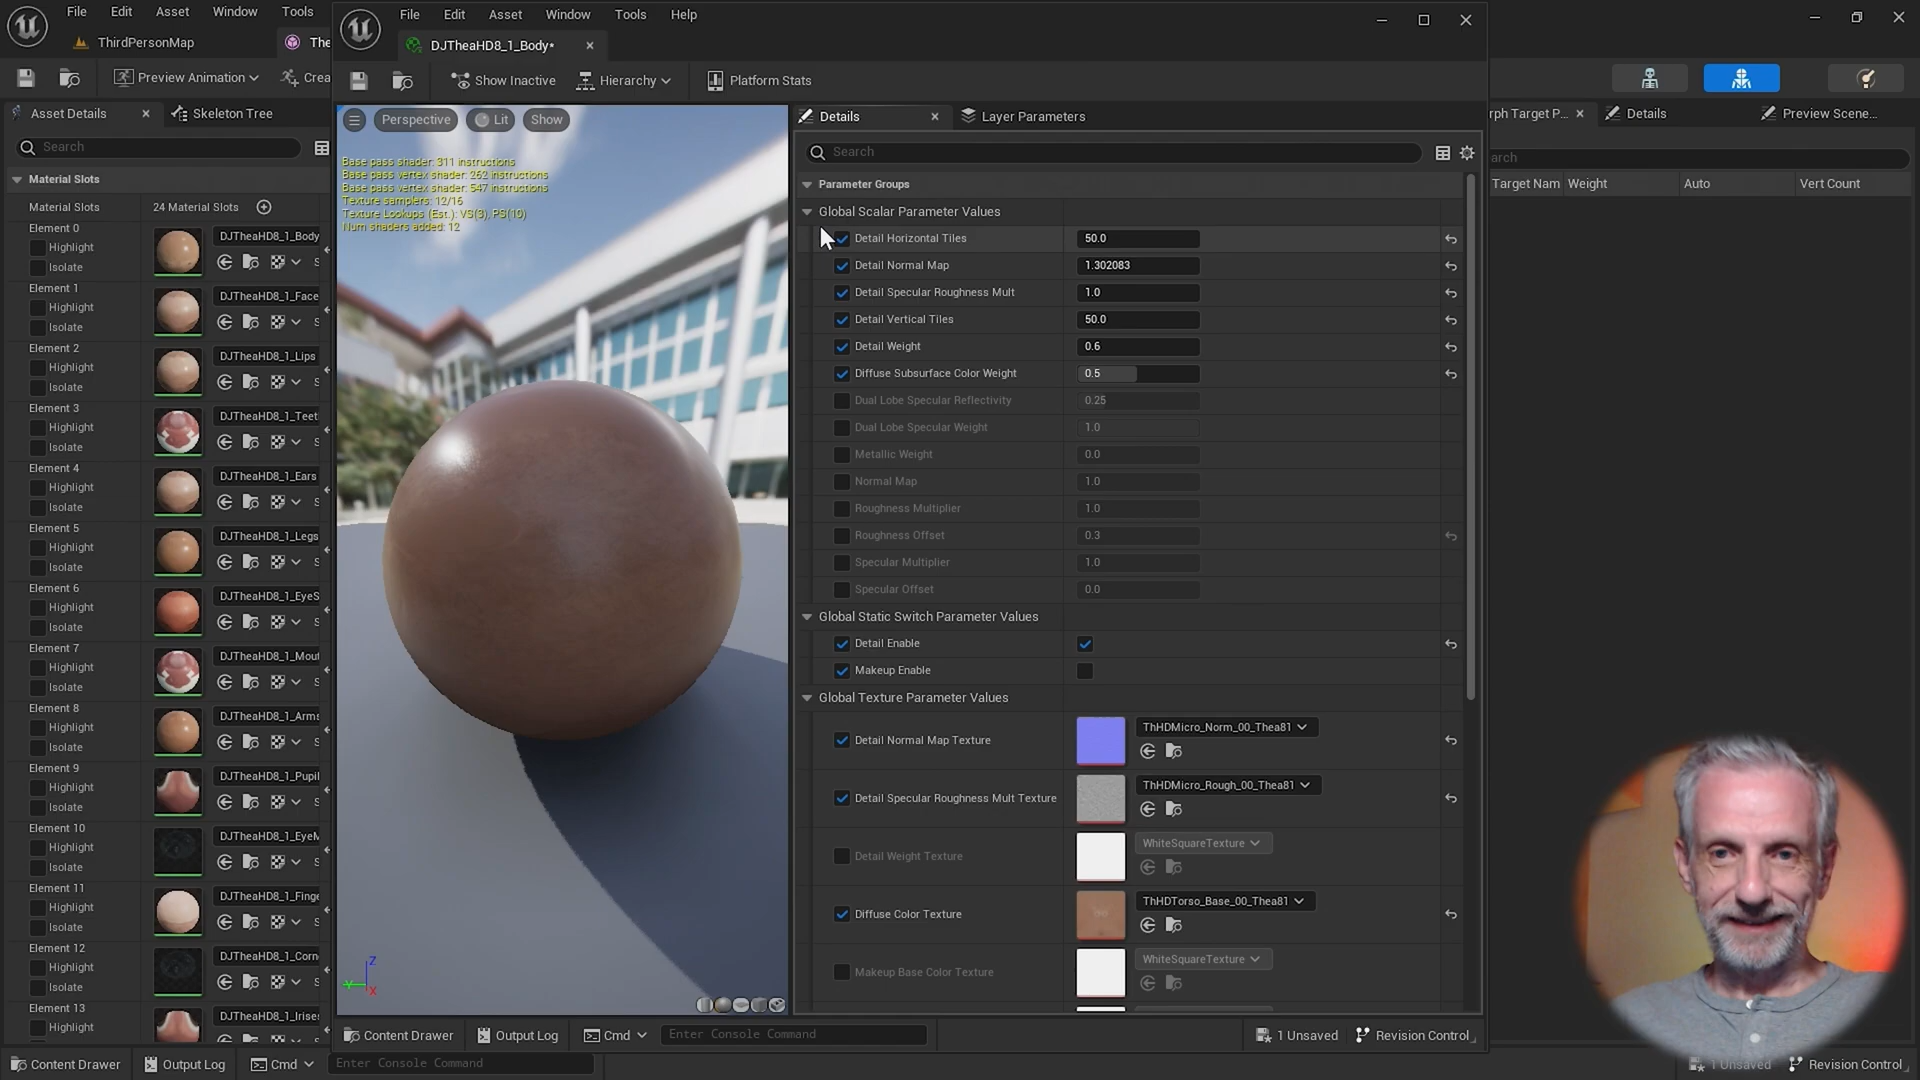 File Edit Asset Window Tools
File Edit Asset Window Tools Help
ThirdPersonMap
The
DJTheaHD8_1_Body*
Preview Animation
Crea
Show Inactive
Hierarchy
Platform Stats
Asset Details
Skeleton Tree
Search
Material Slots
Material Slots
24 Material Slots
Element 0
Highlight
Isolate
DJTheaHD8_1_Body
Element 1
Highlight
Isolate
DJTheaHD8_1_Face
Element 2
Highlight
Isolate
DJTheaHD8_1_Lips
Element 3
Highlight
Isolate
DJTheaHD8_1_Teet
Element 4
Highlight
Isolate
DJTheaHD8_1_Ears
Element 5
Highlight
Isolate
DJTheaHD8_1_Legs
Element 6
Highlight
Isolate
DJTheaHD8_1_EyeS
Element 7
Highlight
Isolate
DJTheaHD8_1_Mout
Element 8
Highlight
Isolate
DJTheaHD8_1_Arms
Element 9
Highlight
Isolate
DJTheaHD8_1_Pupil
Element 10
Highlight
Isolate
DJTheaHD8_1_EyeM
Element 11
Highlight
Isolate
DJTheaHD8_1_Finge
Element 12
Highlight
Isolate
DJTheaHD8_1_Corn
Element 13
Highlight
DJTheaHD8_1_Irises
Perspective
Lit
Show
Base pass shader: 311 instructions
Base pass vertex shader: 262 instructions
Base pass vertex shader: 547 instructions
Texture samplers: 12/16
Texture Lookups (Est.): VS(3), PS(10)
Num shaders added: 12
Z
Y
X
Details
Layer Parameters
Search
Parameter Groups
Global Scalar Parameter Values
Detail Horizontal Tiles 50.0
Detail Normal Map 1.302083
Detail Specular Roughness Mult 1.0
Detail Vertical Tiles 50.0
Detail Weight 0.6
Diffuse Subsurface Color Weight 0.5
Dual Lobe Specular Reflectivity 0.25
Dual Lobe Specular Weight 1.0
Metallic Weight 0.0
Normal Map 1.0
Roughness Multiplier 1.0
Roughness Offset 0.3
Specular Multiplier 1.0
Specular Offset 0.0
Global Static Switch Parameter Values
Detail Enable
Makeup Enable
Global Texture Parameter Values
Detail Normal Map Texture
ThHDMicro_Norm_00_Thea81
Detail Specular Roughness Mult Texture
ThHDMicro_Rough_00_Thea81
Detail Weight Texture
WhiteSquareTexture
Diffuse Color Texture
ThHDTorso_Base_00_Thea81
Makeup Base Color Texture
WhiteSquareTexture
rph Target P...
Details
Preview Scene...
arch
Target Nam Weight Auto Vert Count
Content Drawer Output Log Cmd Enter Console Command 1 Unsaved Revision Control
Content Drawer Output Log Cmd Enter Console Command 1 Unsaved Revision Control